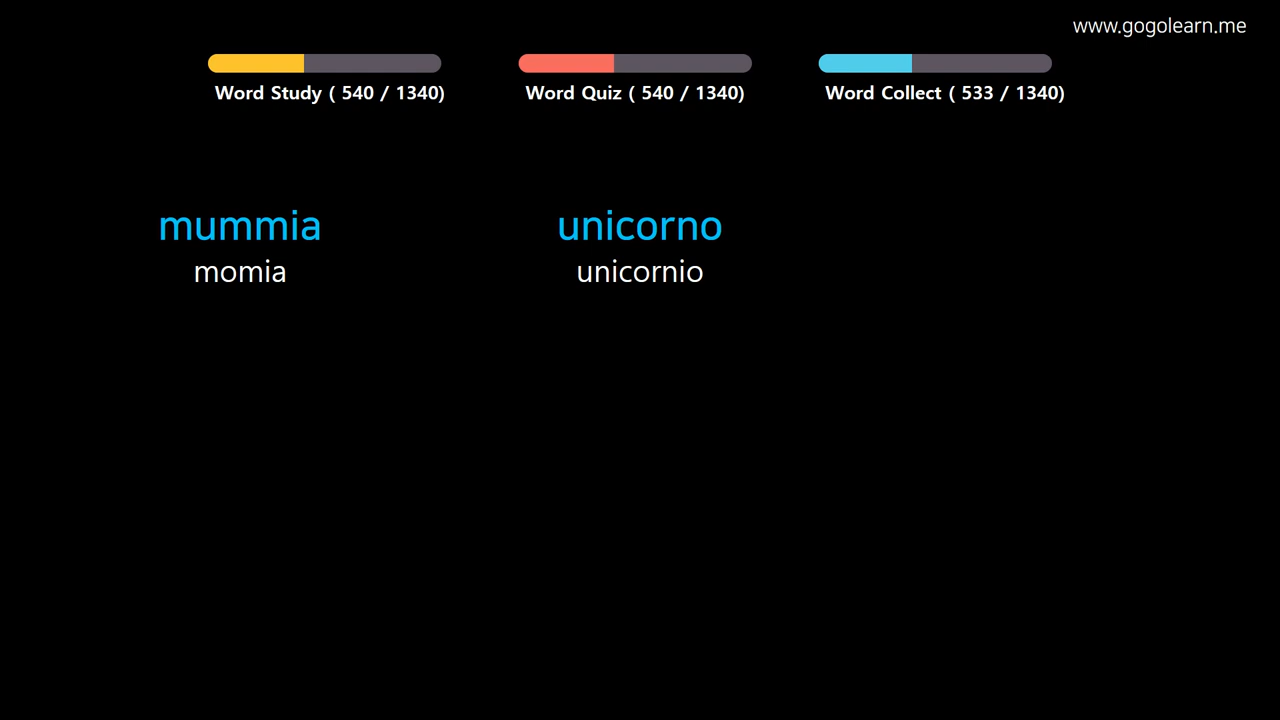 www.gogolearn.me
Word Study ( 540 / 1340)
Word Quiz ( 540 / 1340)
Word Collect ( 533 / 1340)
mummia
momia
unicorno
unicornio